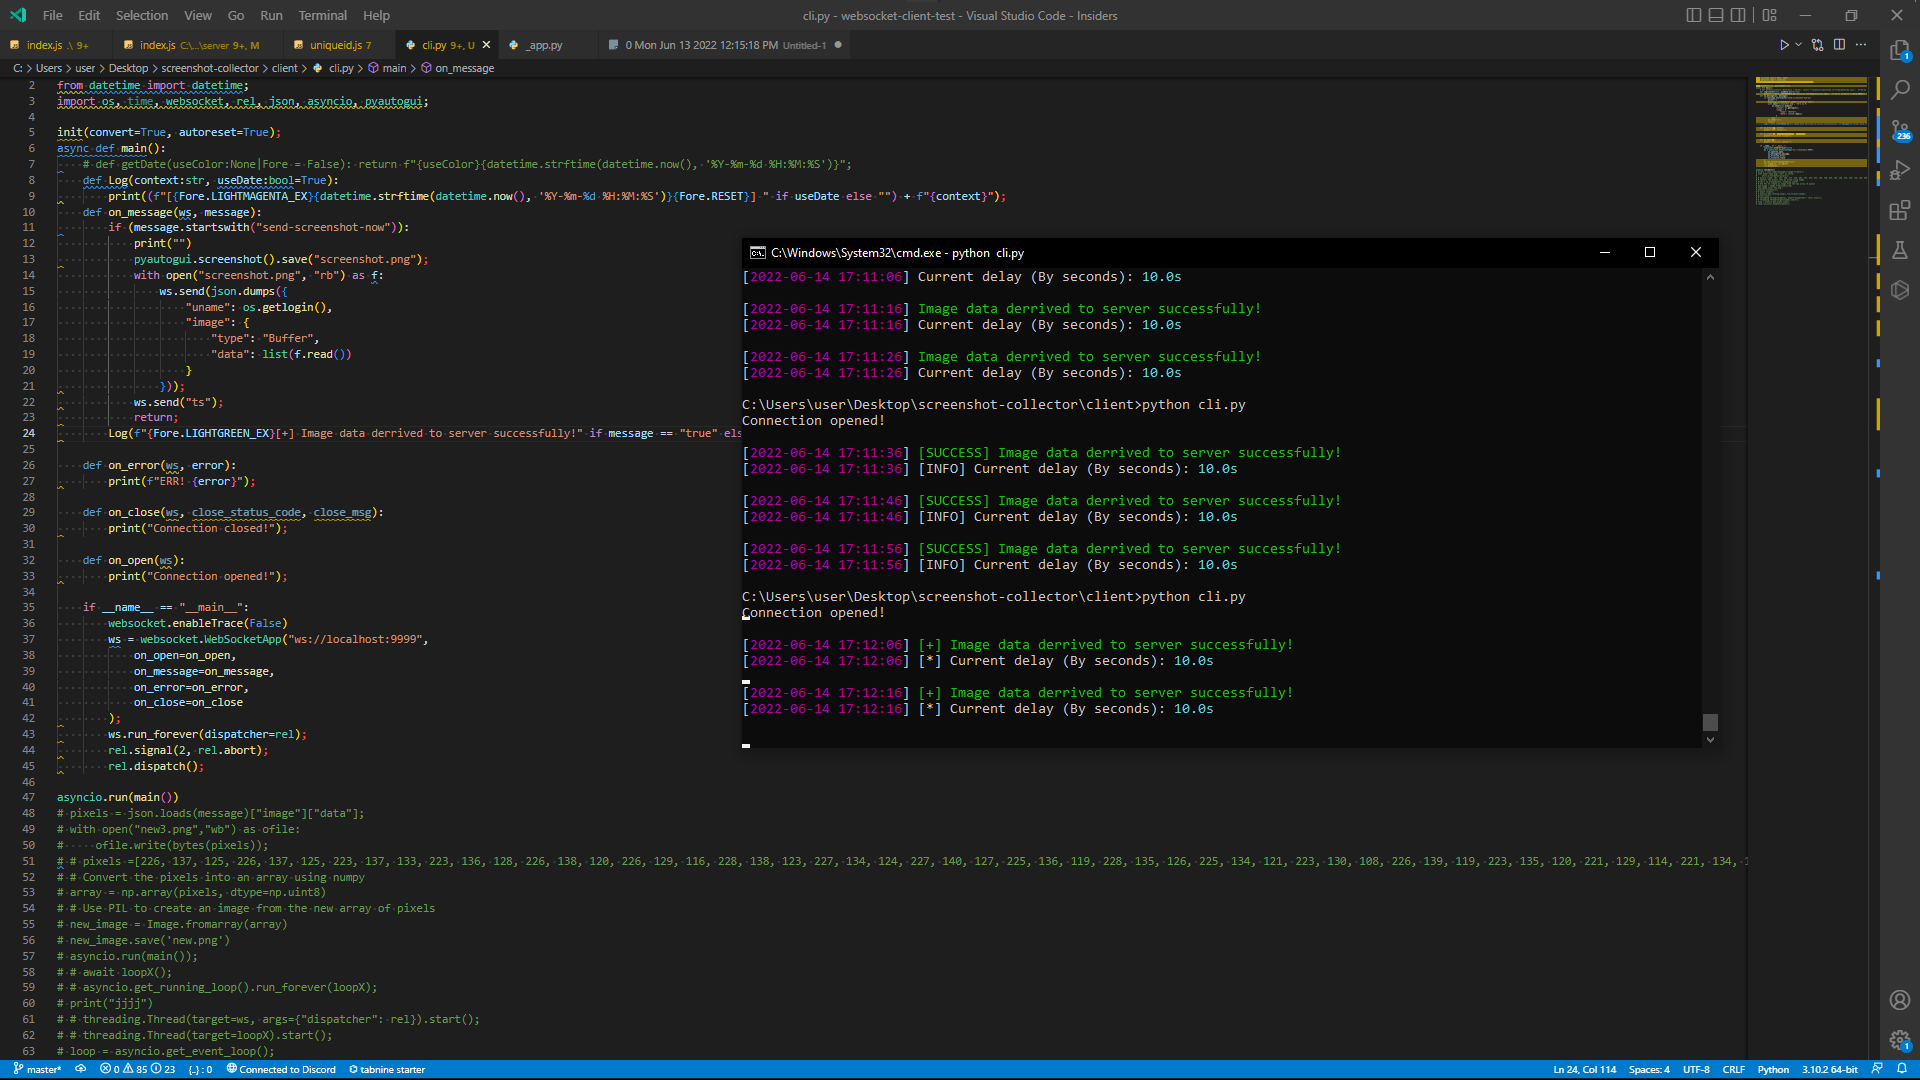 File Edit Selection View Go Run Terminal Help
cli.py - websocket-client-test - Visual Studio Code - Insiders
index.js .\ 9+
index.js C:\...\server 9+, M
uniqueid.js 7
cli.py 9+, U
_app.py
0 Mon Jun 13 2022 12:15:18 PM Untitled-1
C: > Users > user > Desktop > screenshot-collector > client > cli.py > main > on_message
2 from datetime import datetime;
3 import os, time, websocket, rel, json, asyncio, pyautogui;
4
5 init(convert=True, autoreset=True);
6 async def main():
7 # def getDate(useColor:None|Fore = False): return f"{useColor}{datetime.strftime(datetime.now(), '%Y-%m-%d %H:%M:%S')}";
8 def Log(context:str, useDate:bool=True):
9 print((f"[{Fore.LIGHTMAGENTA_EX}{datetime.strftime(datetime.now(), '%Y-%m-%d %H:%M:%S')}{Fore.RESET}] " if useDate else "") + f"{context}");
10 def on_message(ws, message):
11 if (message.startswith("send-screenshot-now")):
12 print("")
13 pyautogui.screenshot().save("screenshot.png");
14 with open("screenshot.png", "rb") as f:
15 ws.send(json.dumps({
16 "uname": os.getlogin(),
17 "image": {
18 "type": "Buffer",
19 "data": list(f.read())
20 }
21 }));
22 ws.send("ts");
23 return;
24 Log(f"{Fore.LIGHTGREEN_EX}[+] Image data derrived to server successfully!" if message == "true" els
25
26 def on_error(ws, error):
27 print(f"ERR! {error}");
28
29 def on_close(ws, close_status_code, close_msg):
30 print("Connection closed!");
31
32 def on_open(ws):
33 print("Connection opened!");
34
35 if __name__ == "__main__":
36 websocket.enableTrace(False)
37 ws = websocket.WebSocketApp("ws://localhost:9999",
38 on_open=on_open,
39 on_message=on_message,
40 on_error=on_error,
41 on_close=on_close
42 );
43 ws.run_forever(dispatcher=rel);
44 rel.signal(2, rel.abort);
45 rel.dispatch();
46
47 asyncio.run(main())
48 # pixels = json.loads(message)["image"]["data"];
49 # with open("new3.png","wb") as ofile:
50 # ofile.write(bytes(pixels));
51 # # pixels =[226, 137, 125, 226, 137, 125, 223, 137, 133, 223, 136, 128, 226, 138, 120, 226, 129, 116, 228, 138, 123, 227, 134, 124, 227, 140, 127, 225, 136, 119, 228, 135, 126, 225, 134, 121, 223, 130, 108, 226, 139, 119, 223, 135, 120, 221, 129, 114, 221, 134,
52 # # Convert the pixels into an array using numpy
53 # array = np.array(pixels, dtype=np.uint8)
54 # # Use PIL to create an image from the new array of pixels
55 # new_image = Image.fromarray(array)
56 # new_image.save('new.png')
57 # asyncio.run(main());
58 # # await loopX();
59 # # asyncio.get_running_loop().run_forever(loopX);
60 # print("jjjj")
61 # # threading.Thread(target=ws, args={"dispatcher": rel}).start();
62 # # threading.Thread(target=loopX).start();
63 # loop = asyncio.get_event_loop();
C:\Windows\System32\cmd.exe - python cli.py
[2022-06-14 17:11:06] Current delay (By seconds): 10.0s
[2022-06-14 17:11:16] Image data derrived to server successfully!
[2022-06-14 17:11:16] Current delay (By seconds): 10.0s
[2022-06-14 17:11:26] Image data derrived to server successfully!
[2022-06-14 17:11:26] Current delay (By seconds): 10.0s
C:\Users\user\Desktop\screenshot-collector\client>python cli.py
Connection opened!
[2022-06-14 17:11:36] [SUCCESS] Image data derrived to server successfully!
[2022-06-14 17:11:36] [INFO] Current delay (By seconds): 10.0s
[2022-06-14 17:11:46] [SUCCESS] Image data derrived to server successfully!
[2022-06-14 17:11:46] [INFO] Current delay (By seconds): 10.0s
[2022-06-14 17:11:56] [SUCCESS] Image data derrived to server successfully!
[2022-06-14 17:11:56] [INFO] Current delay (By seconds): 10.0s
C:\Users\user\Desktop\screenshot-collector\client>python cli.py
Connection opened!
[2022-06-14 17:12:06] [+] Image data derrived to server successfully!
[2022-06-14 17:12:06] [*] Current delay (By seconds): 10.0s
[2022-06-14 17:12:16] [+] Image data derrived to server successfully!
[2022-06-14 17:12:16] [*] Current delay (By seconds): 10.0s
1
236
1
master* 0 85 23 {..} : 0 Connected to Discord tabnine starter
Ln 24, Col 114 Spaces: 4 UTF-8 CRLF Python 3.10.2 64-bit